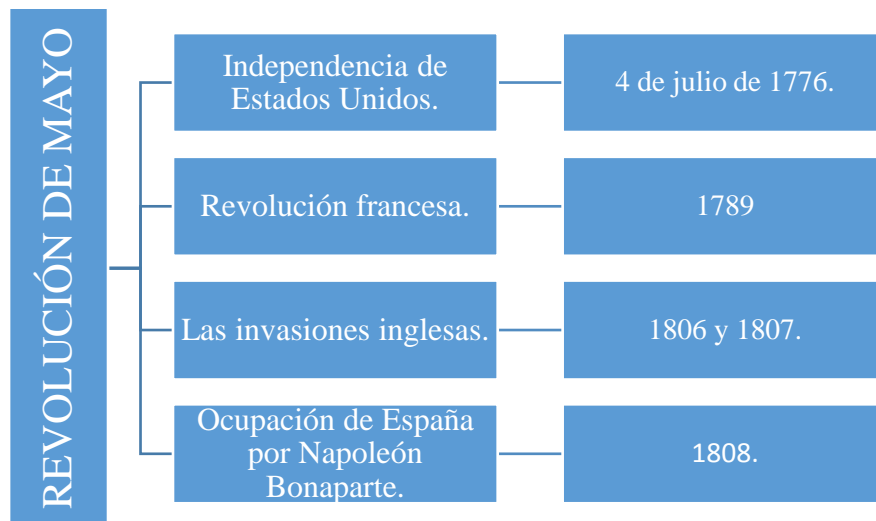 REVOLUCIÓN DE MAYO
Independencia de
Estados Unidos.
4 de julio de 1776.
Revolución francesa.
1789
Las invasiones inglesas.
1806 y 1807.
Ocupación de España
por Napoleón
Bonaparte.
1808.